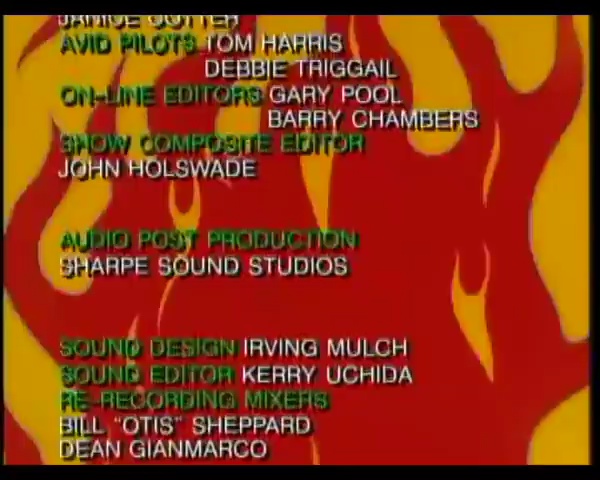 JANICE COTTER
AVID PILOTS TOM HARRIS
DEBBIE TRIGGAIL
ON-LINE EDITORS GARY POOL
BARRY CHAMBERS
SHOW COMPOSITE EDITOR
JOHN HOLSWADE
AUDIO POST PRODUCTION
SHARPE SOUND STUDIOS
SOUND DESIGN IRVING MULCH
SOUND EDITOR KERRY UCHIDA
RE-RECORDING MIXERS
BILL "OTIS" SHEPPARD
DEAN GIANMARCO